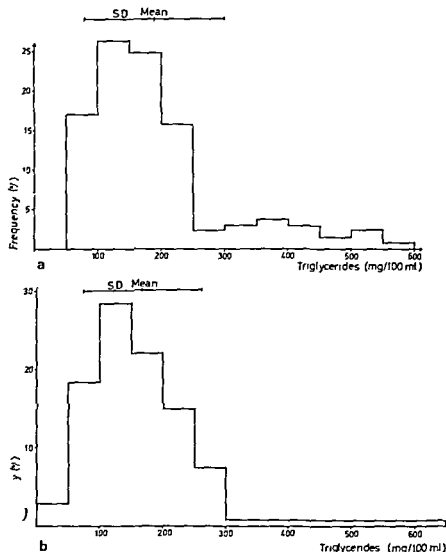 SD Mean
25
20
15
10
5
Frequency (%)
100 200 300 400 500 600
Triglycerides (mg/100 ml)
a
SD Mean
30
20
10
y (%)
)
100 200 300 400 500 600
Triglycerides (mg/100 ml)
b